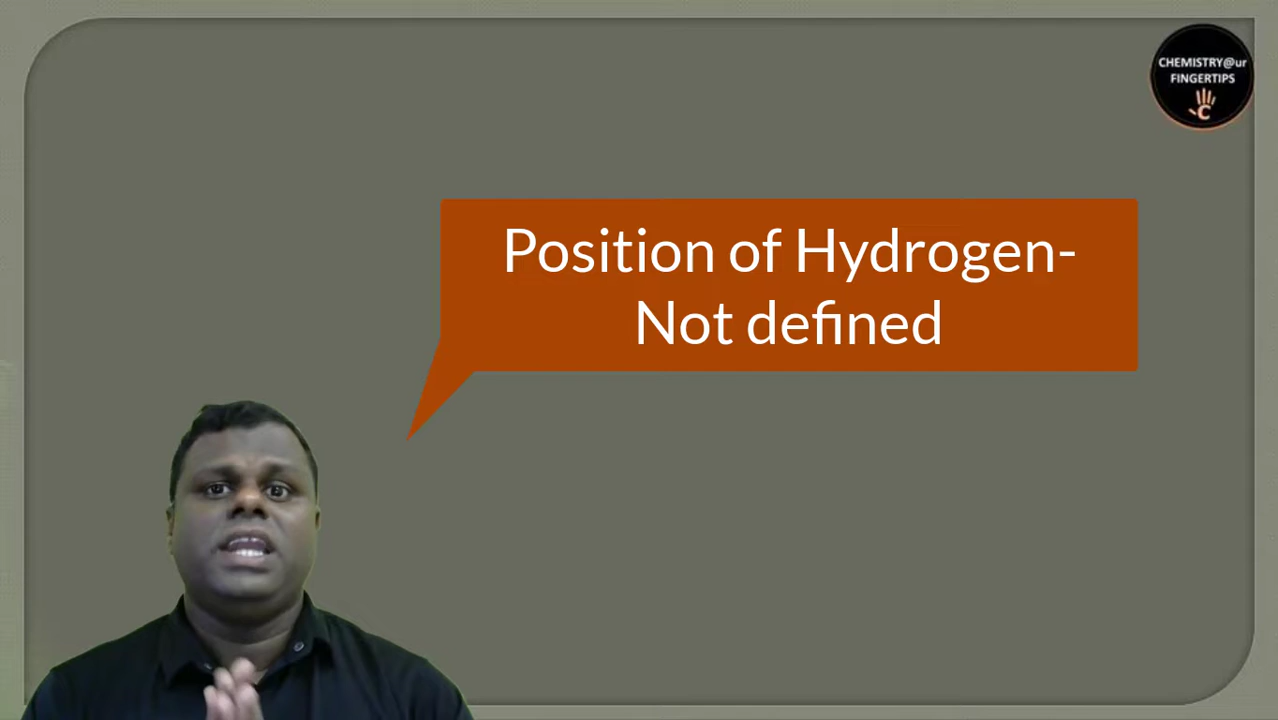 CHEMISTRY@ur
FINGERTIPS
C
Position of Hydrogen-
Not defined